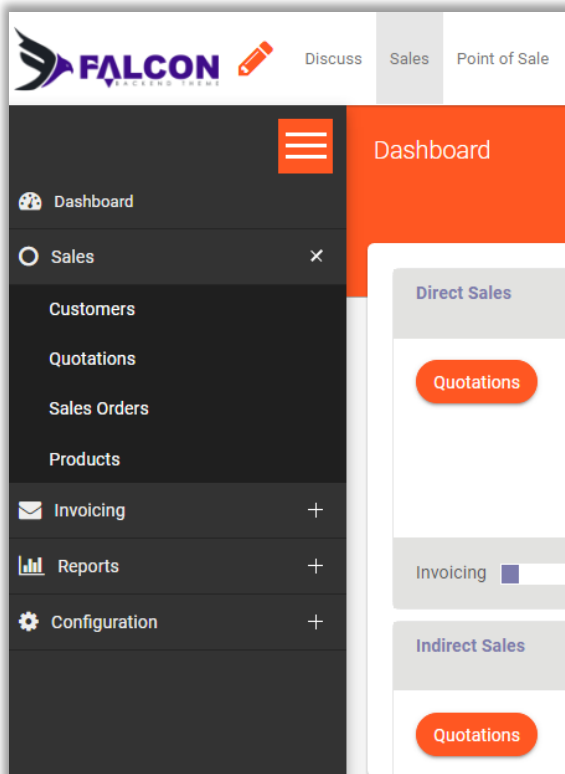 FALCON
BACKEND THEME
Discuss
Sales
Point of Sale
Dashboard
Dashboard
Sales
Customers
Quotations
Sales Orders
Products
Invoicing
Reports
Configuration
Direct Sales
Quotations
Invoicing
Indirect Sales
Quotations